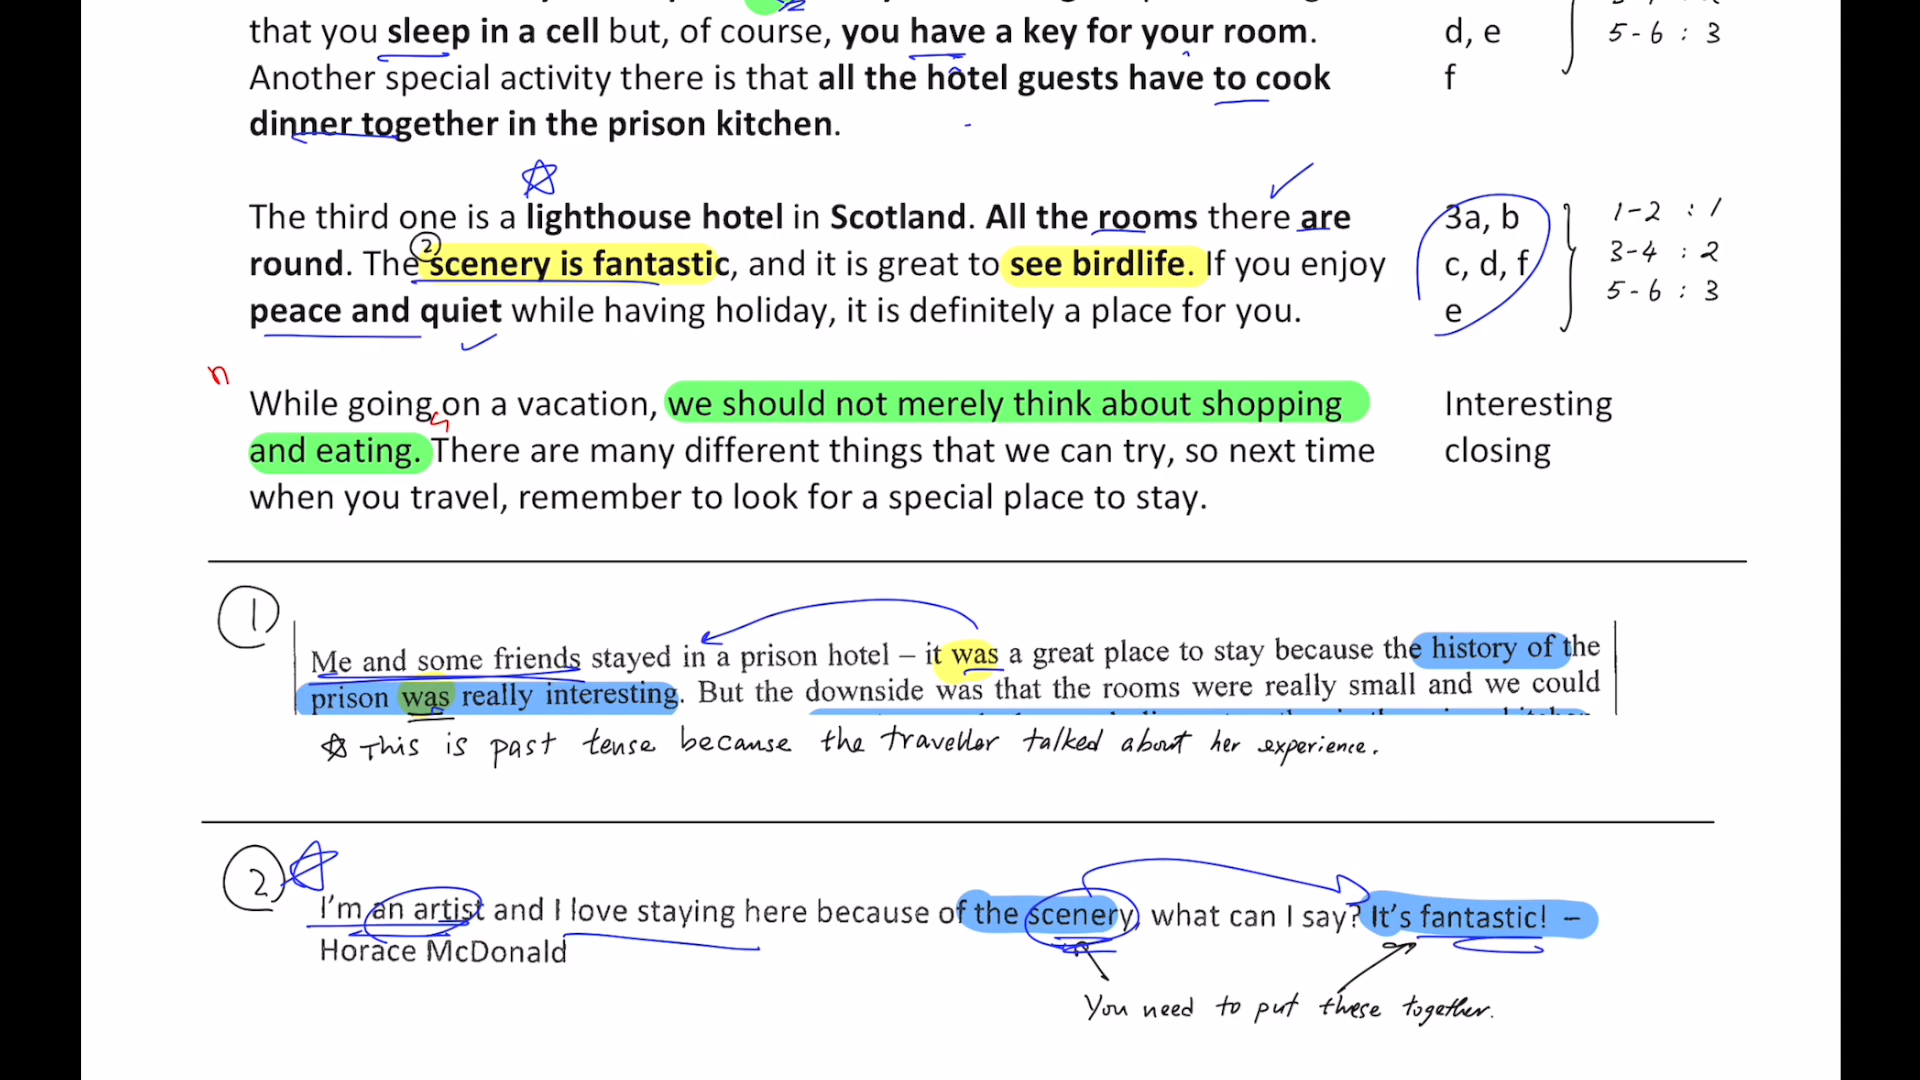 that you sleep in a cell but, of course, you have a key for your room. d, e 5-6 : 3
Another special activity there is that all the hotel guests have to cook f
dinner together in the prison kitchen.
The third one is a lighthouse hotel in Scotland. All the rooms there are 3a, b 1-2 : 1
②
round. The scenery is fantastic, and it is great to see birdlife. If you enjoy c, d, f 3-4 : 2
peace and quiet while having holiday, it is definitely a place for you. e 5-6 : 3
n
While going on a vacation, we should not merely think about shopping Interesting
and eating. There are many different things that we can try, so next time closing
when you travel, remember to look for a special place to stay.
①
Me and some friends stayed in a prison hotel – it was a great place to stay because the history of the
prison was really interesting. But the downside was that the rooms were really small and we could
☆ This is past tense because the traveller talked about her experience.
②
I'm an artist and I love staying here because of the scenery, what can I say? It's fantastic! –
Horace McDonald
You need to put these together.